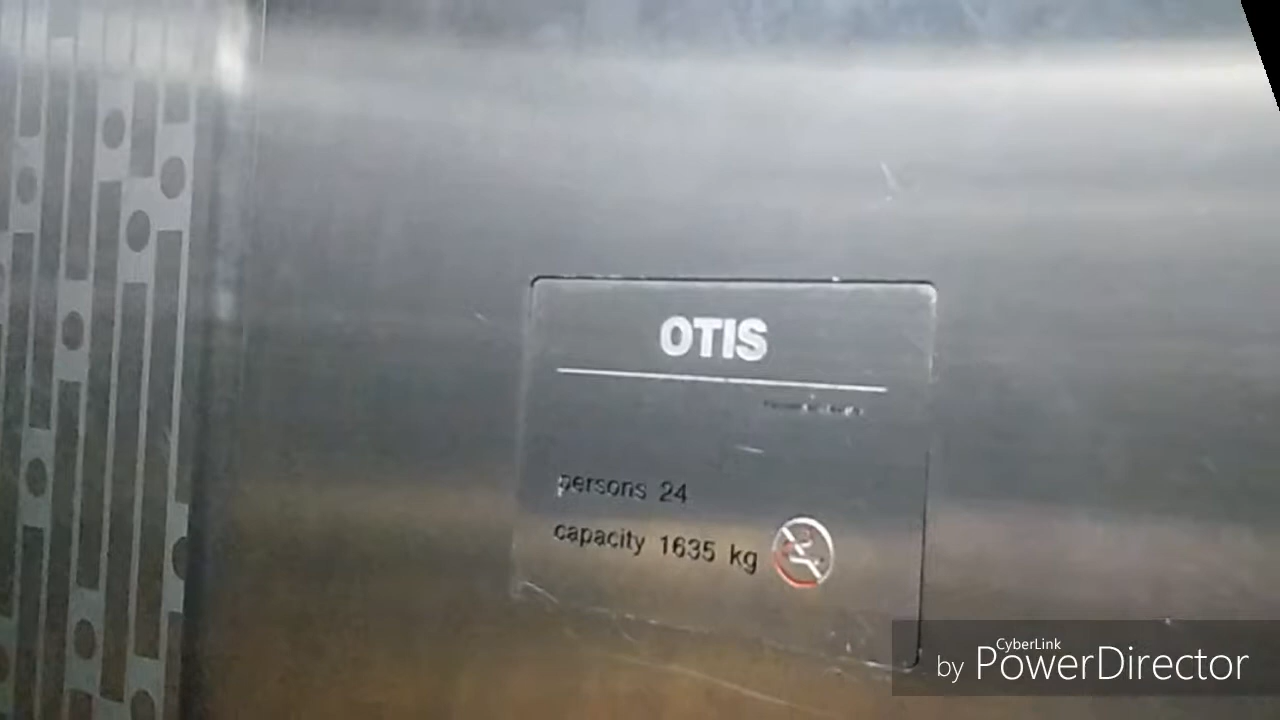 OTIS
persons 24
capacity 1635 kg
CyberLink
by PowerDirector